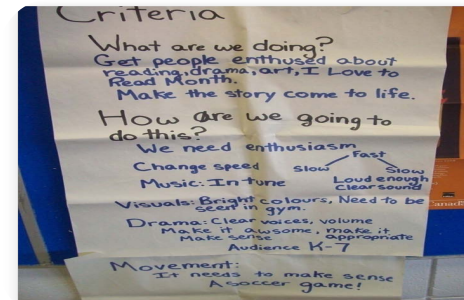 Criteria
What are we doing?
Get people enthused about
reading, drama, art, I Love to
Read Month.
Make the story come to life.
How are we going to
do this?
We need enthusiasm
Change speed Slow Fast Slow
Music: In tune Loud enough
Clear sound
Visuals: Bright colours, Need to be
seen in gym.
Drama: Clear voices, volume
Make it awsome, make it
Make sense appropriate
Audience K-7
Movement:
It needs to make sense
A soccer game!